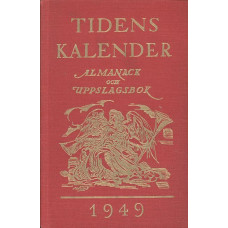 TIDENS
KALENDER
ALMANACK
OCH
UPPSLAGSBOK
1949